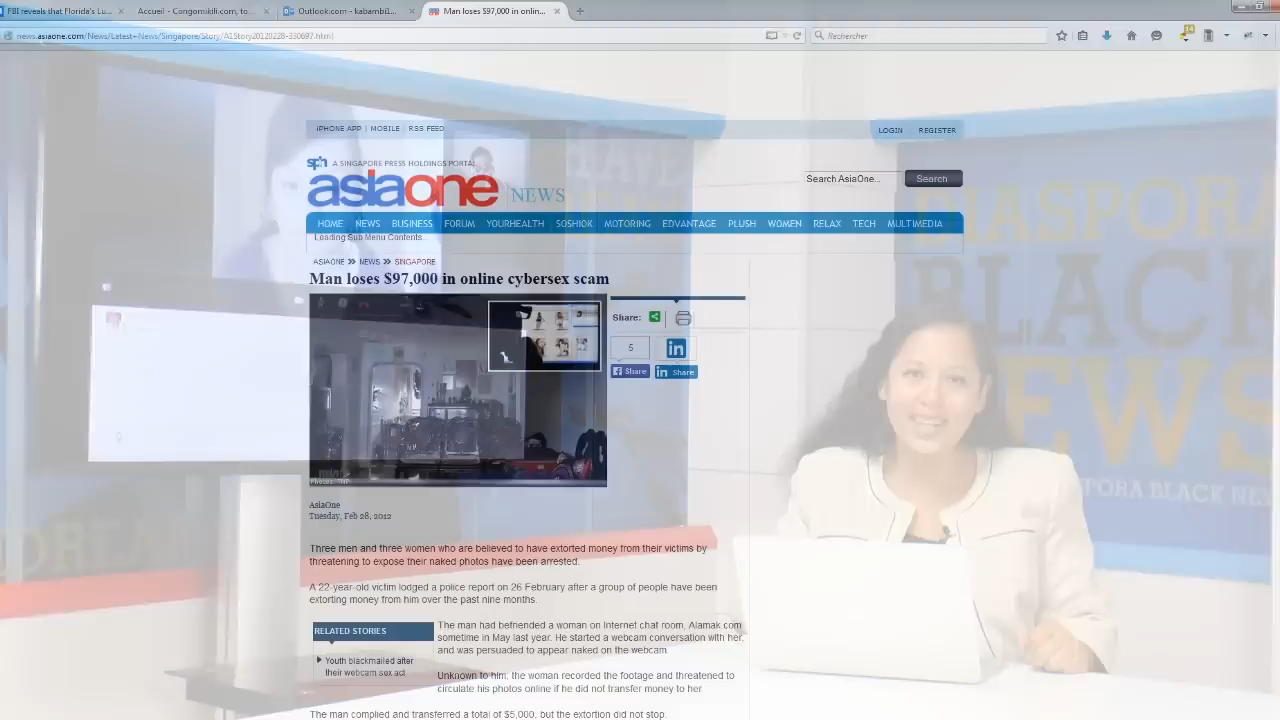 FBI reveals that Florida's Lu...
Accueil - Congomikili.com, to...
Outlook.com - kabambi1...
Man loses $97,000 in onlin...
news.asiaone.com/News/Latest+News/Singapore/Story/A1Story20120228-330697.html
Rechercher
iPHONE APP | MOBILE | RSS FEED
LOGIN REGISTER
sph A SINGAPORE PRESS HOLDINGS PORTAL
asiaone NEWS
Search AsiaOne... Search
HOME NEWS BUSINESS FORUM YOURHEALTH SOSHIOK MOTORING EDVANTAGE PLUSH WOMEN RELAX TECH MULTIMEDIA
Loading Sub Menu Contents...
ASIAONE NEWS SINGAPORE
Man loses $97,000 in online cybersex scam
Share:
5
Share
in Share
Photos: TNP
AsiaOne
Tuesday, Feb 28, 2012
Three men and three women who are believed to have extorted money from their victims by
threatening to expose their naked photos have been arrested.
A 22-year-old victim lodged a police report on 26 February after a group of people have been
extorting money from him over the past nine months.
RELATED STORIES
Youth blackmailed after
their webcam sex act
The man had befriended a woman on Internet chat room, Alamak.com
sometime in May last year. He started a webcam conversation with her,
and was persuaded to appear naked on the webcam.
Unknown to him, the woman recorded the footage and threatened to
circulate his photos online if he did not transfer money to her.
The man complied and transferred a total of $5,000, but the extortion did not stop.
DIASPORA
BLACK
NEWS